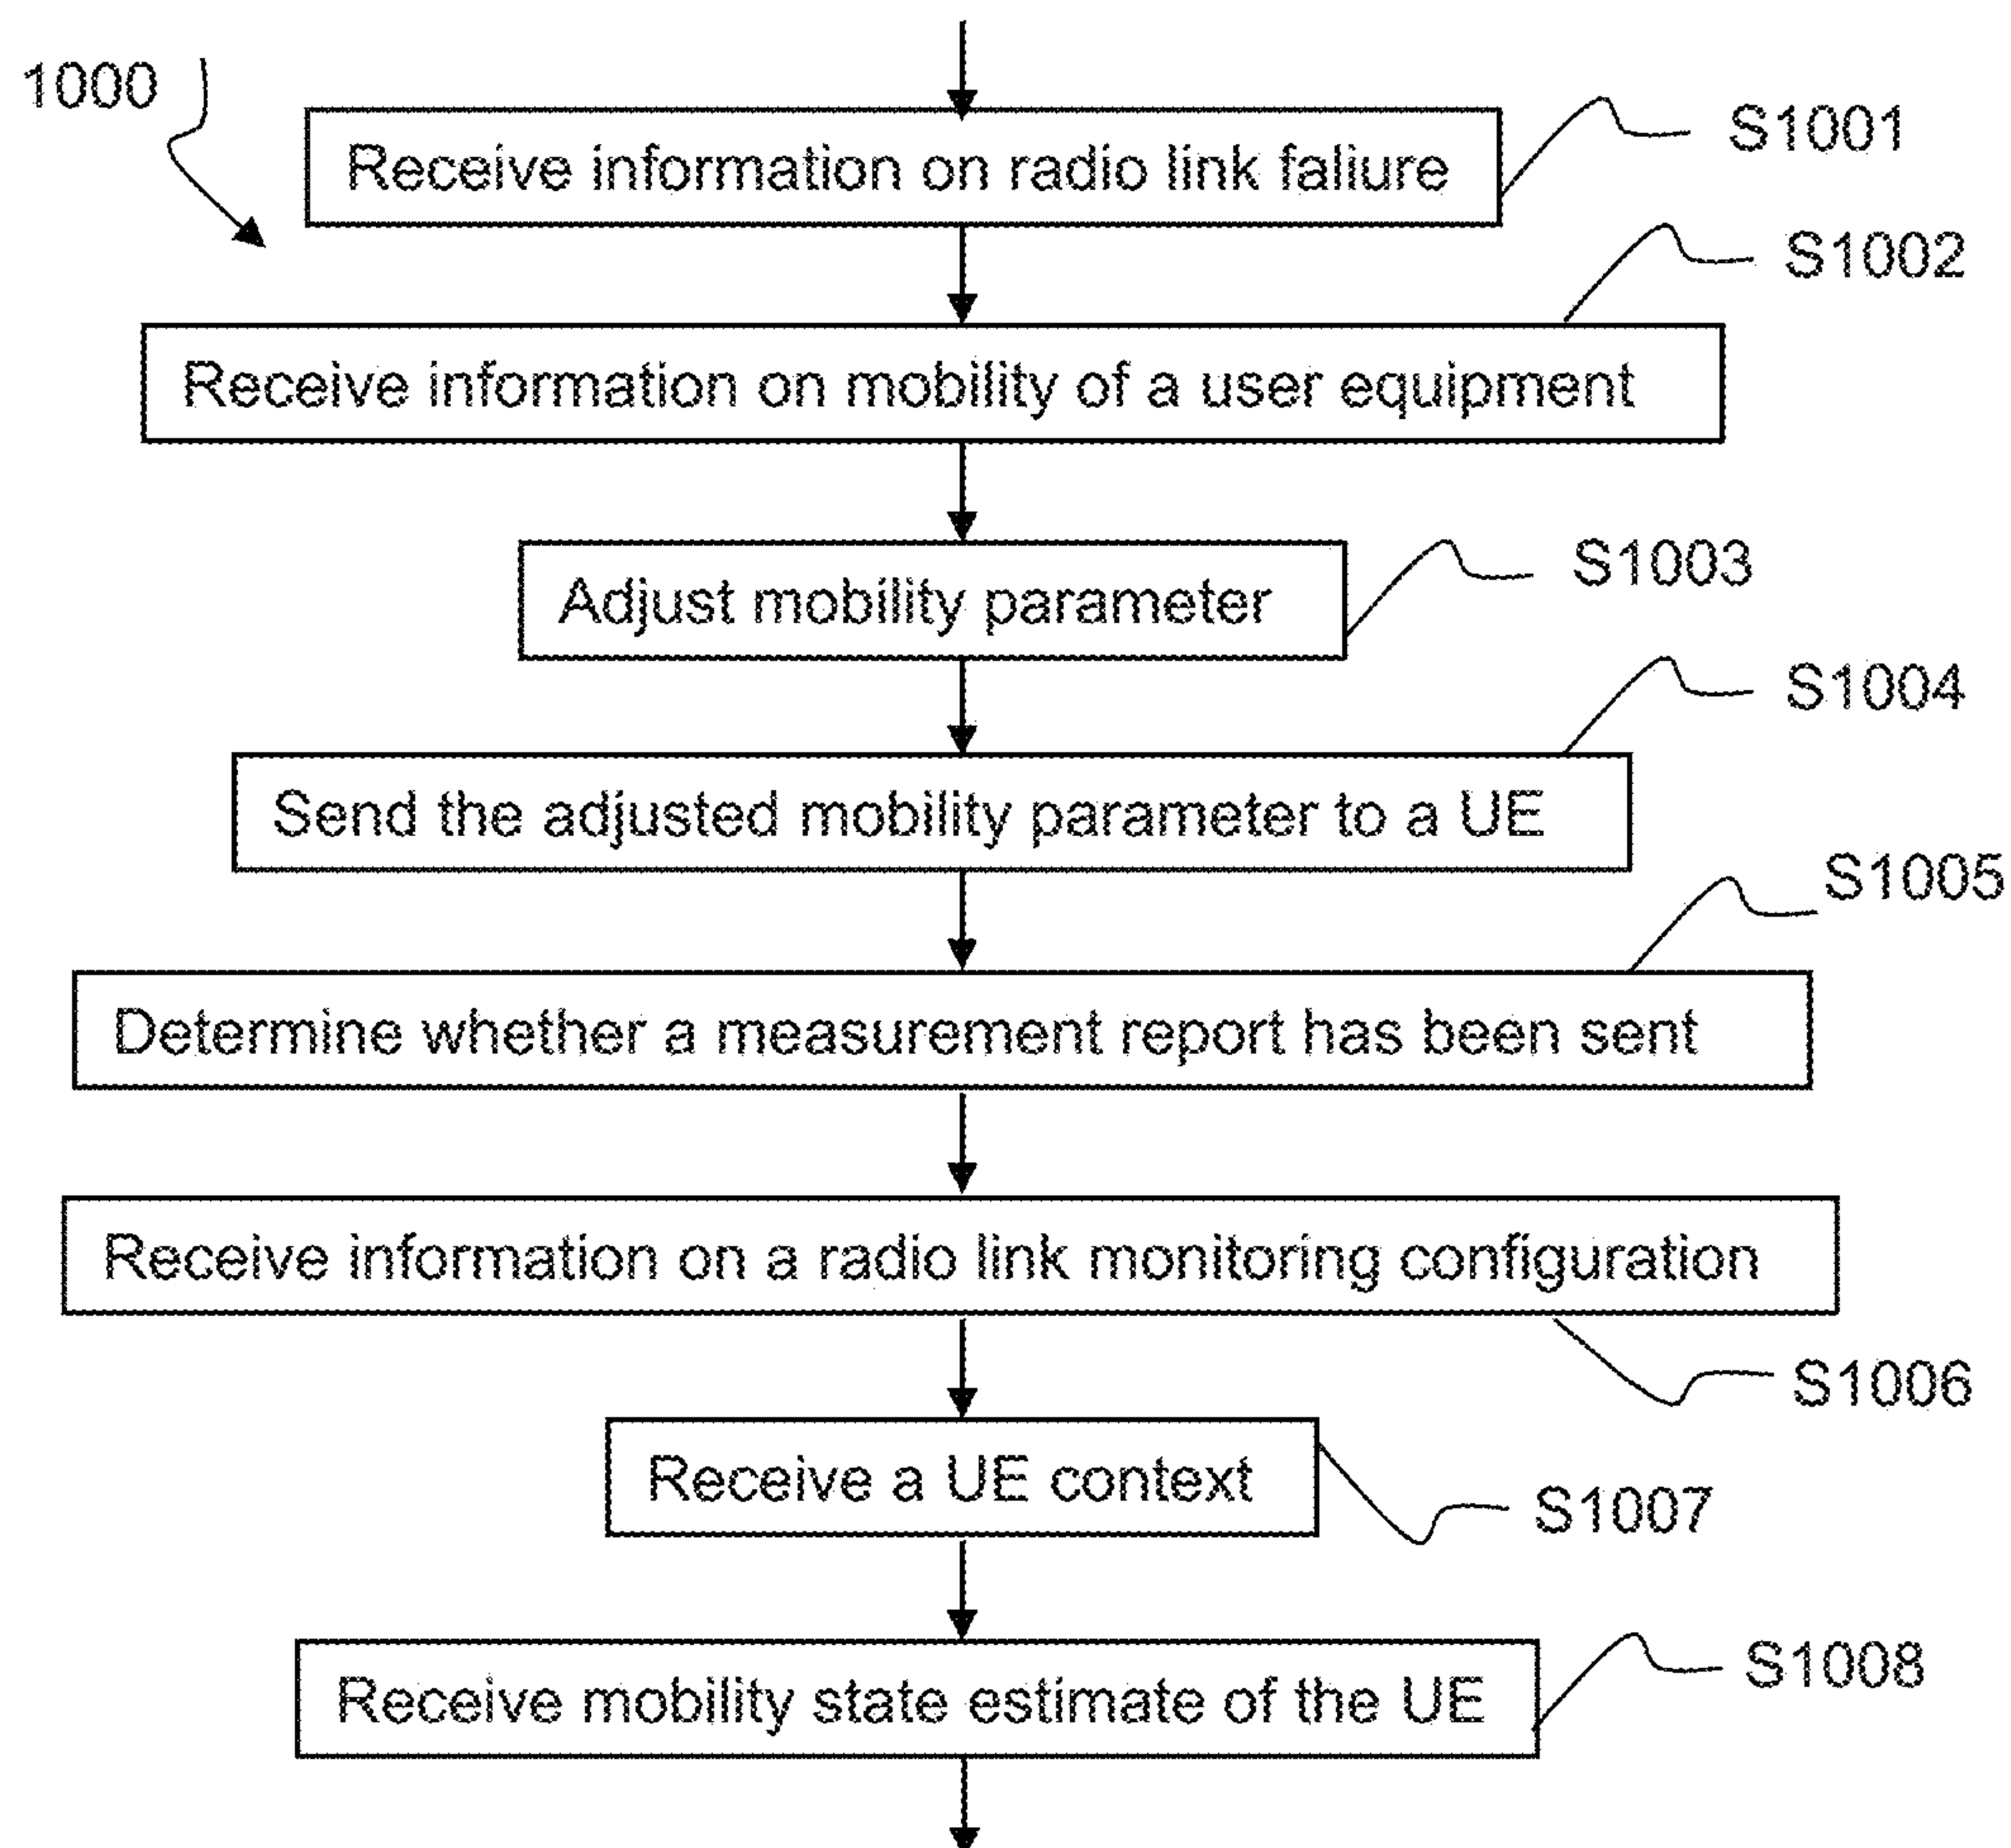 1000
Receive information on radio link faliure
S1001
S1002
Receive information on mobility of a user equipment
Adjust mobility parameter
S1003
S1004
Send the adjusted mobility parameter to a UE
S1005
Determine whether a measurement report has been sent
Receive information on a radio link monitoring configuration
S1006
Receive a UE context
S1007
Receive mobility state estimate of the UE
S1008